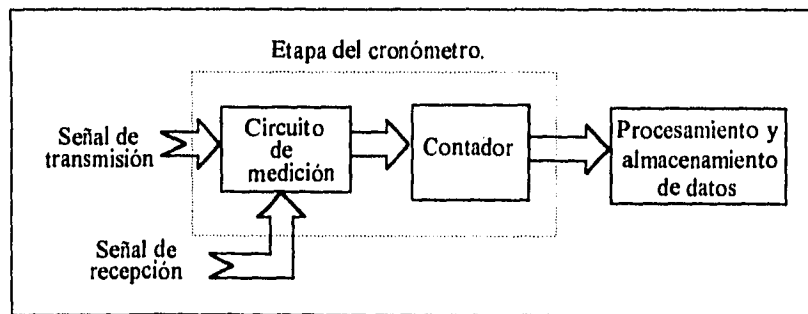 Etapa del cronómetro.
Señal de
transmisión
Circuito
de
medición
Contador
Procesamiento y
almacenamiento
de datos
Señal de
recepción